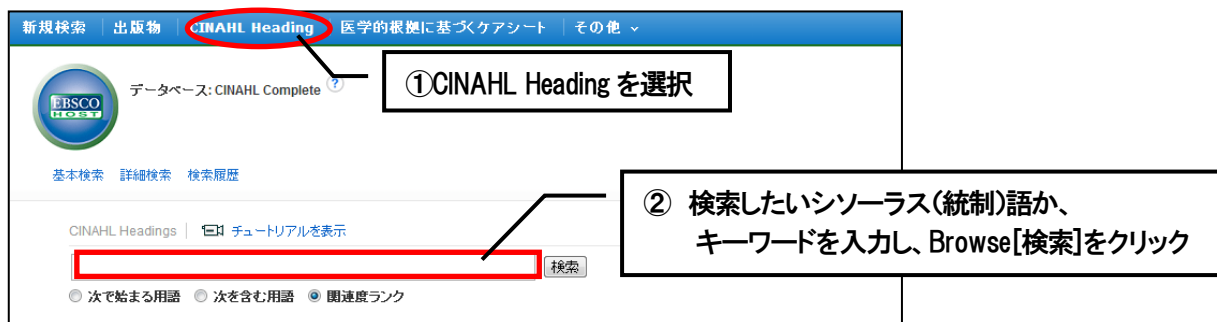 新規検索 出版物 CINAHL Heading 医学的根拠に基づくケアシート その他
①CINAHL Heading を選択
EBSCO
HOST
データベース: CINAHL Complete ?
基本検索 詳細検索 検索履歴
② 検索したいシソーラス(統制)語か、
キーワードを入力し、Browse[検索]をクリック
CINAHL Headings チュートリアルを表示
検索
次で始まる用語 次を含む用語 関連度ランク